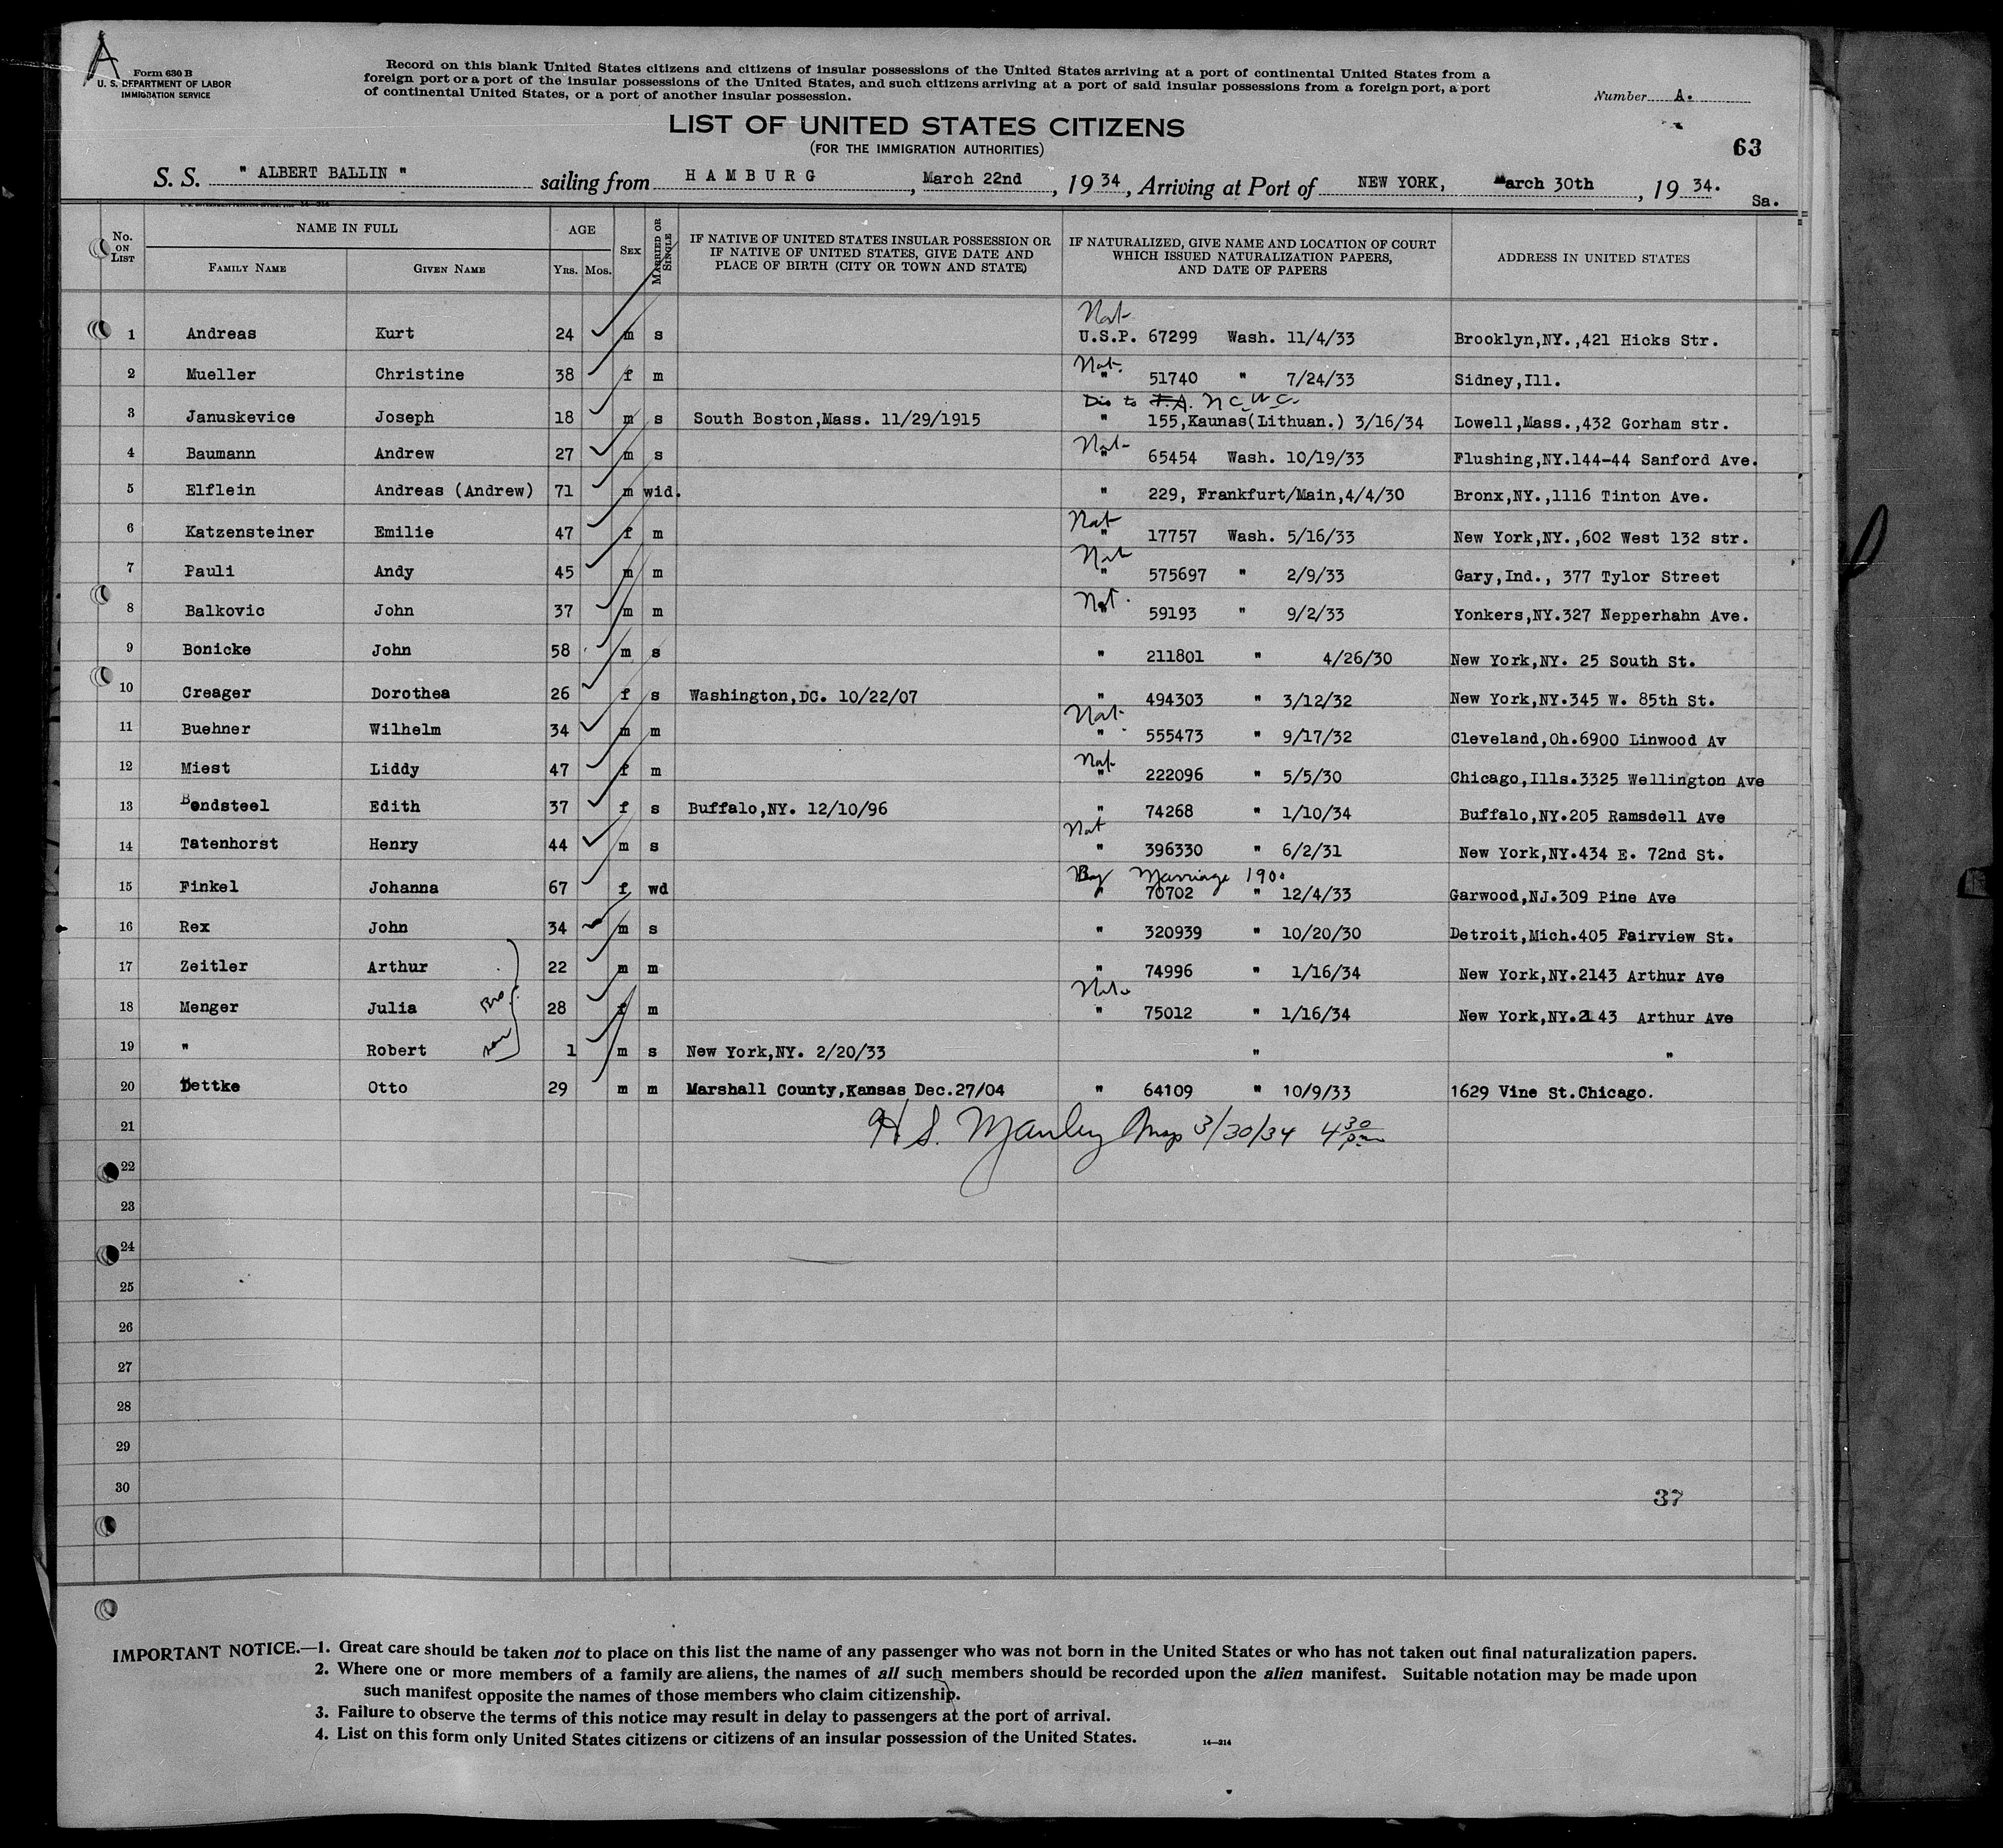 A
Form 630 B
U. S. DEPARTMENT OF LABOR
IMMIGRATION SERVICE
Record on this blank United States citizens and citizens of insular possessions of the United States arriving at a port of continental United States from a
foreign port or a port of the insular possessions of the United States, and such citizens arriving at a port of said insular possessions from a foreign port, a port
of continental United States, or a port of another insular possession.
Number A.
LIST OF UNITED STATES CITIZENS
(FOR THE IMMIGRATION AUTHORITIES)
63
S. S. " ALBERT BALLIN " sailing from HAMBURG, March 22nd, 1934, Arriving at Port of NEW YORK, March 30th, 1934.
Sa.
No. ON LIST NAME IN FULL AGE SEX MARRIED OR SINGLE IF NATIVE OF UNITED STATES INSULAR POSSESSION OR IF NATIVE OF UNITED STATES, GIVE DATE AND PLACE OF BIRTH (CITY OR TOWN AND STATE) IF NATURALIZED, GIVE NAME AND LOCATION OF COURT WHICH ISSUED NATURALIZATION PAPERS, AND DATE OF PAPERS ADDRESS IN UNITED STATES
FAMILY NAME GIVEN NAME YRS. MOS.
Nat
1 Andreas Kurt 24 m s U.S.P. 67299 Wash. 11/4/33 Brooklyn,NY.,421 Hicks Str.
Nat.
2 Mueller Christine 38 f m " 51740 " 7/24/33 Sidney,Ill.
Dis to F.A. N C W C
3 Januskevice Joseph 18 m s South Boston,Mass. 11/29/1915 " 155,Kaunas(Lithuan.) 3/16/34 Lowell,Mass.,432 Gorham str.
Nat
4 Baumann Andrew 27 m s " 65454 Wash. 10/19/33 Flushing,NY.144-44 Sanford Ave.
5 Elflein Andreas (Andrew) 71 m wid. " 229, Frankfurt/Main,4/4/30 Bronx,NY.,1116 Tinton Ave.
Nat
6 Katzensteiner Emilie 47 f m " 17757 Wash. 5/16/33 New York,NY.,602 West 132 str.
Nat
7 Pauli Andy 45 m m " 575697 " 2/9/33 Gary,Ind., 377 Tylor Street
Nat.
8 Balkovic John 37 m m " 59193 " 9/2/33 Yonkers,NY.327 Nepperhahn Ave.
9 Bonicke John 58 m s " 211801 " 4/26/30 New York,NY. 25 South St.
10 Creager Dorothea 26 f s Washington,DC. 10/22/07 " 494303 " 3/12/32 New York,NY.345 W. 85th St.
Nat
11 Buehner Wilhelm 34 m m " 555473 " 9/17/32 Cleveland,Oh.6900 Linwood Av
Nat.
12 Miest Liddy 47 f m " 222096 " 5/5/30 Chicago,Ills.3325 Wellington Ave
13 Bendsteel Edith 37 f s Buffalo,NY. 12/10/96 " 74268 " 1/10/34 Buffalo,NY.205 Ramsdell Ave
Nat
14 Tatenhorst Henry 44 m s " 396330 " 6/2/31 New York,NY.434 E. 72nd St.
By Marriage 1900
15 Finkel Johanna 67 f wd " 70702 " 12/4/33 Garwood,NJ.309 Pine Ave
16 Rex John 34 m s " 320939 " 10/20/30 Detroit,Mich.405 Fairview St.
17 Zeitler Arthur 22 m m " 74996 " 1/16/34 New York,NY.2143 Arthur Ave
Nat.
18 Menger Julia 28 f m " 75012 " 1/16/34 New York,NY.2143 Arthur Ave
19 " Robert 1 m s New York,NY. 2/20/33 " "
20 Dettke Otto 29 m m Marshall County,Kansas Dec.27/04 " 64109 " 10/9/33 1629 Vine St.Chicago.
21 H S. Manley Insp 3/30/34 4 30 pm
22
23
24
25
26
27
28
29
30
37
IMPORTANT NOTICE.—1. Great care should be taken not to place on this list the name of any passenger who was not born in the United States or who has not taken out final naturalization papers.
2. Where one or more members of a family are aliens, the names of all such members should be recorded upon the alien manifest. Suitable notation may be made upon
such manifest opposite the names of those members who claim citizenship.
3. Failure to observe the terms of this notice may result in delay to passengers at the port of arrival.
4. List on this form only United States citizens or citizens of an insular possession of the United States.
14—214